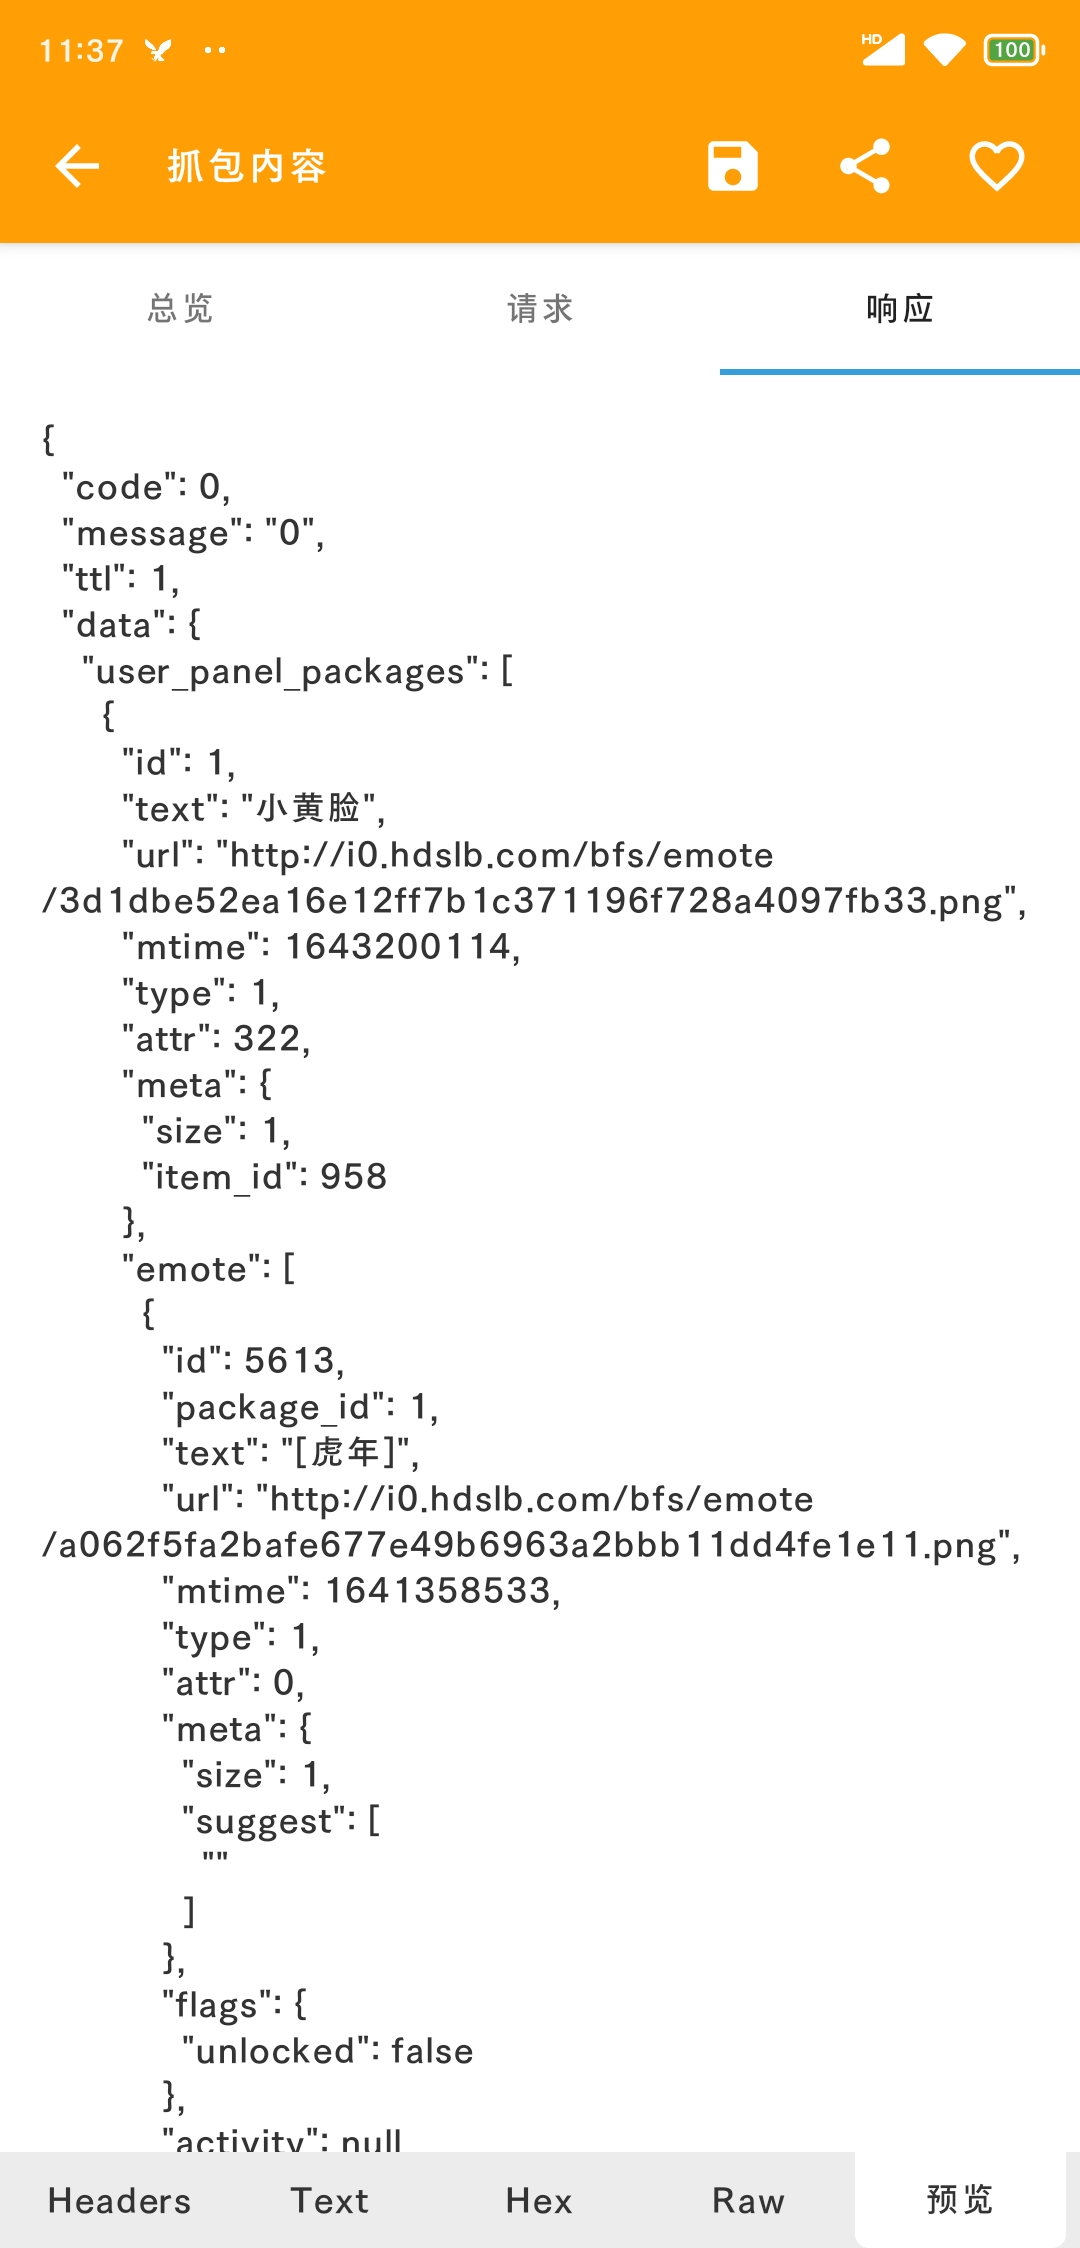 11:37
HD
100
抓包内容
总览 请求 响应
{
"code": 0,
"message": "0",
"ttl": 1,
"data": {
"user_panel_packages": [
{
"id": 1,
"text": "小黄脸",
"url": "http://i0.hdslb.com/bfs/emote
/3d1dbe52ea16e12ff7b1c371196f728a4097fb33.png",
"mtime": 1643200114,
"type": 1,
"attr": 322,
"meta": {
"size": 1,
"item_id": 958
},
"emote": [
{
"id": 5613,
"package_id": 1,
"text": "[虎年]",
"url": "http://i0.hdslb.com/bfs/emote
/a062f5fa2bafe677e49b6963a2bbb11dd4fe1e11.png",
"mtime": 1641358533,
"type": 1,
"attr": 0,
"meta": {
"size": 1,
"suggest": [
""
]
},
"flags": {
"unlocked": false
},
"activity": null
Headers Text Hex Raw 预览